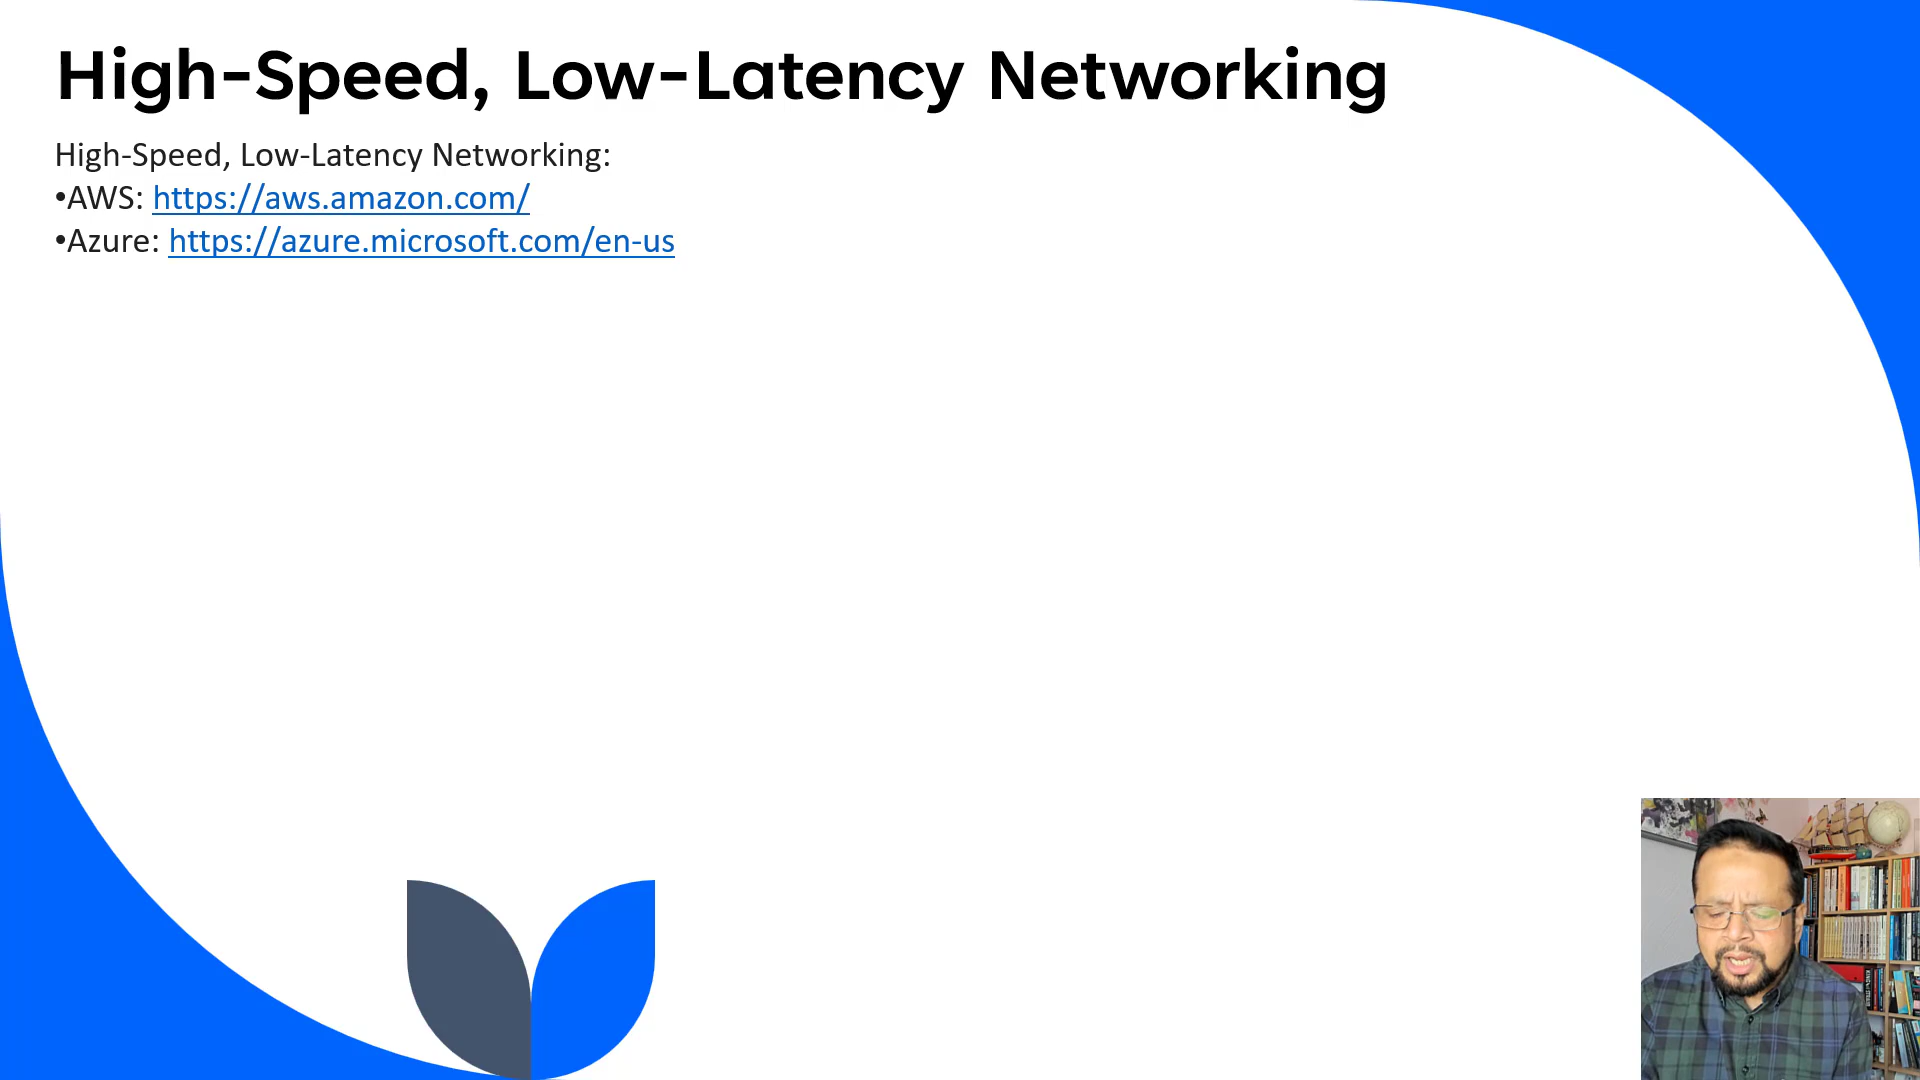 High-Speed, Low-Latency Networking
High-Speed, Low-Latency Networking:
•AWS: https://aws.amazon.com/
•Azure: https://azure.microsoft.com/en-us